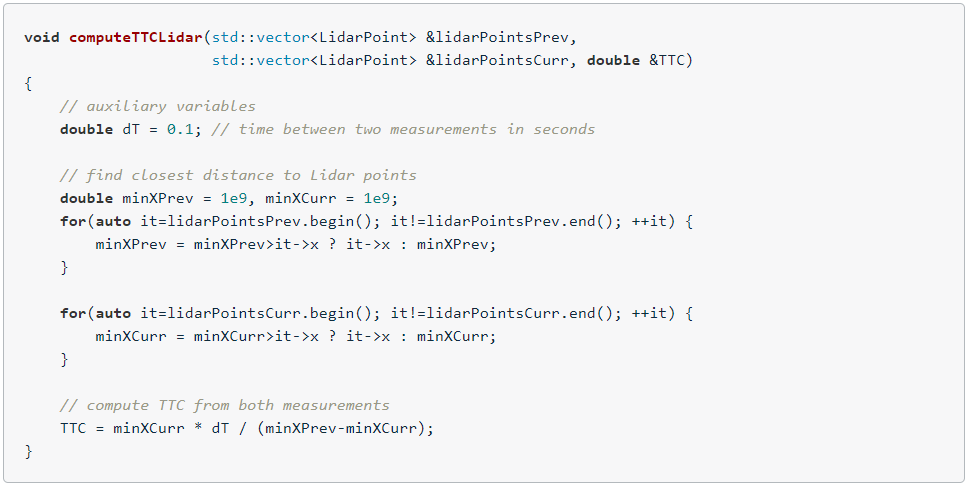 void computeTTCLidar(std::vector<LidarPoint> &lidarPointsPrev,
                     std::vector<LidarPoint> &lidarPointsCurr, double &TTC)
{
    // auxiliary variables
    double dT = 0.1; // time between two measurements in seconds

    // find closest distance to Lidar points
    double minXPrev = 1e9, minXCurr = 1e9;
    for(auto it=lidarPointsPrev.begin(); it!=lidarPointsPrev.end(); ++it) {
        minXPrev = minXPrev>it->x ? it->x : minXPrev;
    }

    for(auto it=lidarPointsCurr.begin(); it!=lidarPointsCurr.end(); ++it) {
        minXCurr = minXCurr>it->x ? it->x : minXCurr;
    }

    // compute TTC from both measurements
    TTC = minXCurr * dT / (minXPrev-minXCurr);
}